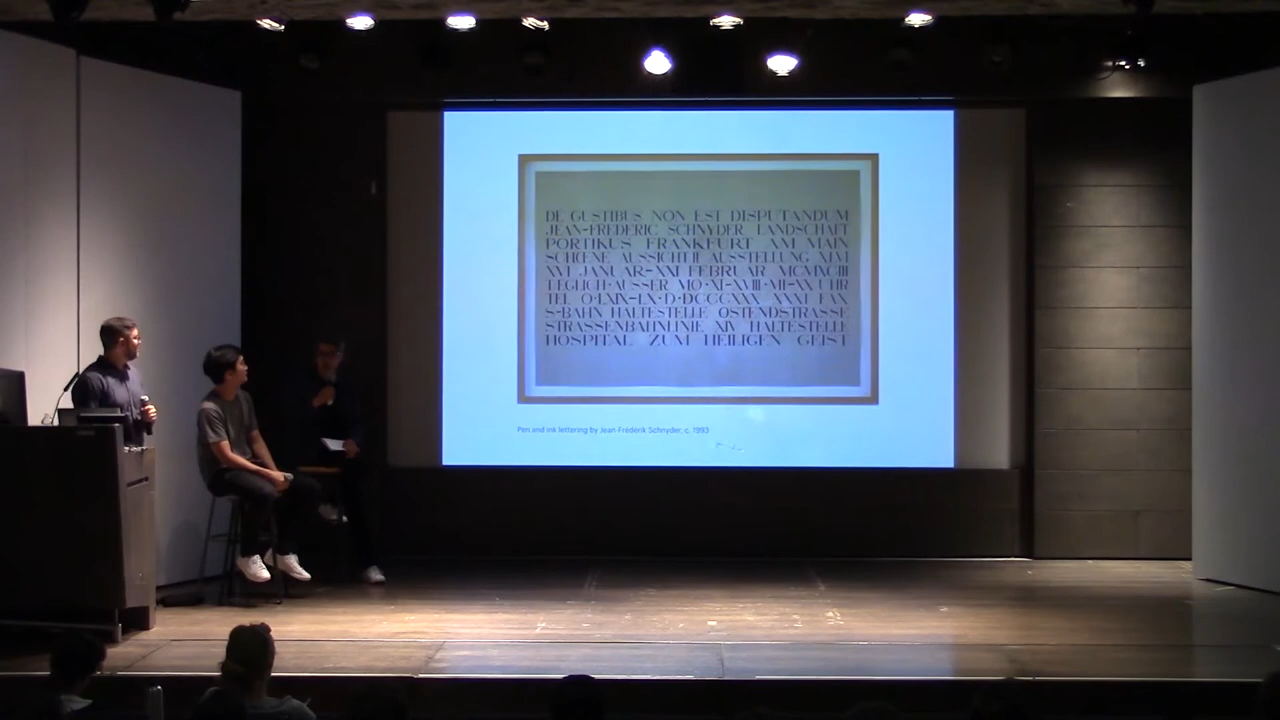 DE GUSTIBUS NON EST DISPUTANDUM
JEAN-FREDERIC SCHNYDER LANDSCHAFT
PORTIKUS FRANKFURT AM MAIN
SCHOENE AUSSICHT II AUSSTELLUNG
XVI JANUAR-XXI FEBRUAR MCMXCIII
TEGLICH·AUSSER MO·XI-XVIII·MI-XX UHR
TEL O·LXIX-LX·D·DCCCXXX XXXI FAX
S-BAHN HALTESTELLE OSTENDSTRASSE
STRASSENBAHNLINIE XIV HALTESTELLE
HOSPITAL ZUM HEILIGEN GEIST
Pen and ink lettering by Jean-Fréderik Schnyder, c. 1993